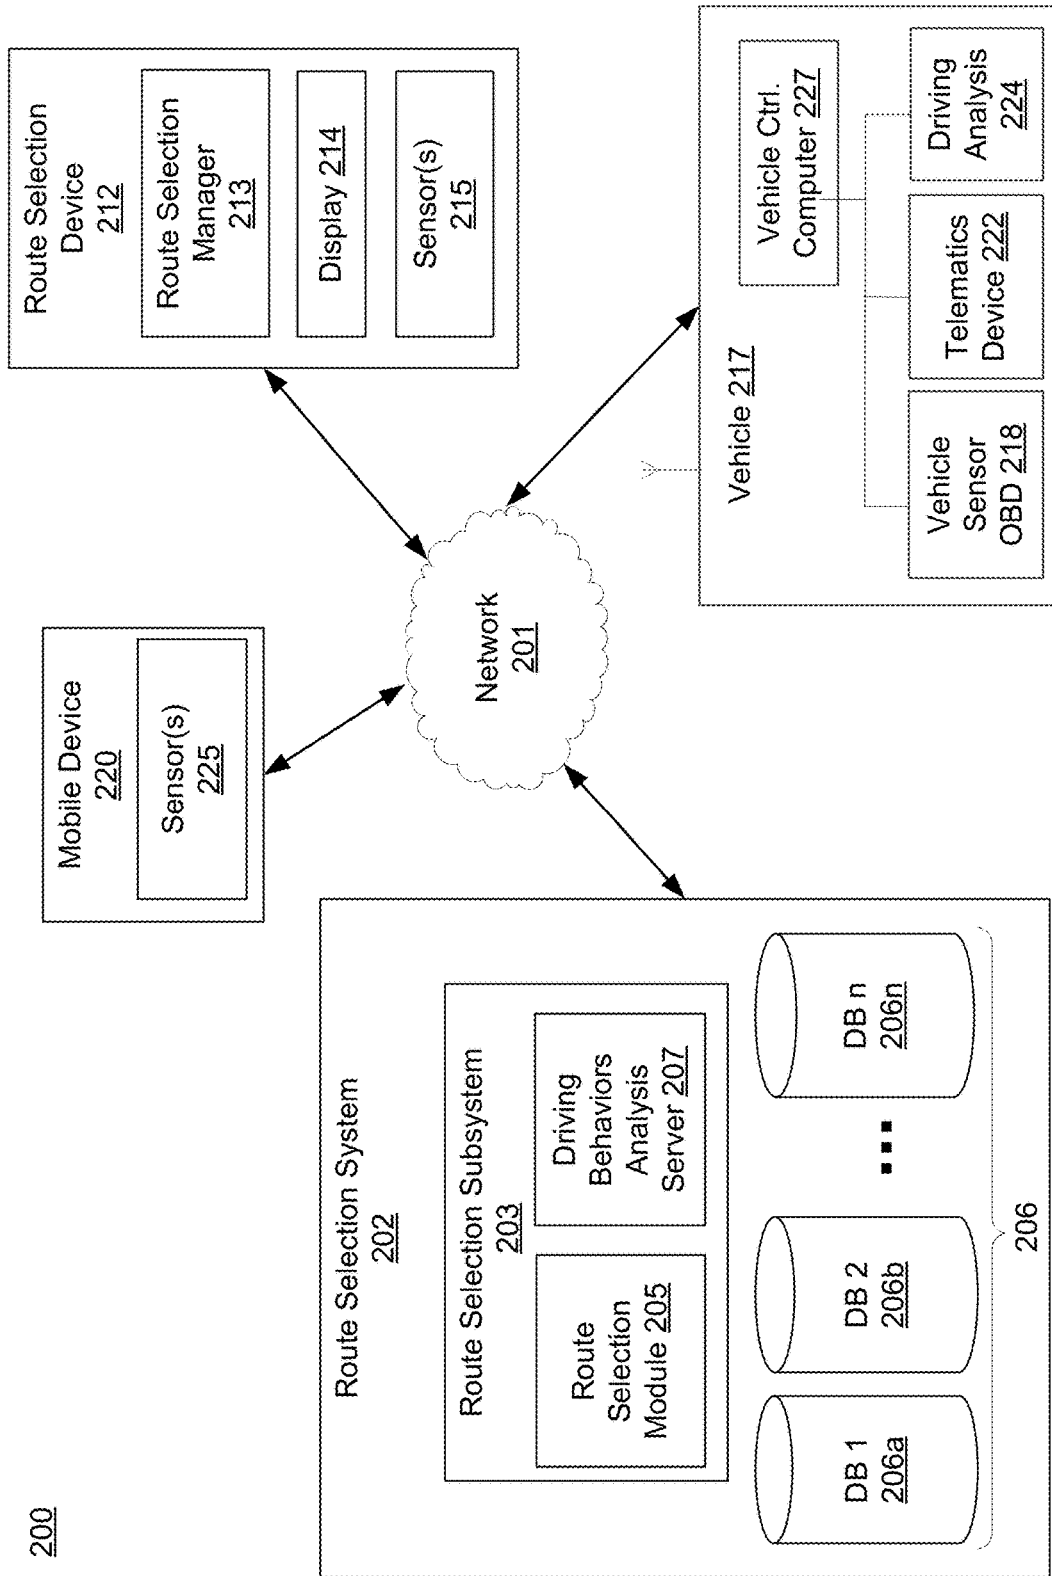 200
Route Selection System
202
Route Selection Subsystem
203
Route
Selection
Module 205
Driving
Behaviors
Analysis
Server 207
DB 1
206a
DB 2
206b
DB n
206n
206
Mobile Device
220
Sensor(s)
225
Network
201
Route Selection
Device
212
Route Selection
Manager
213
Display 214
Sensor(s)
215
Vehicle 217
Vehicle Ctrl.
Computer 227
Vehicle
Sensor
OBD 218
Telematics
Device 222
Driving
Analysis
224